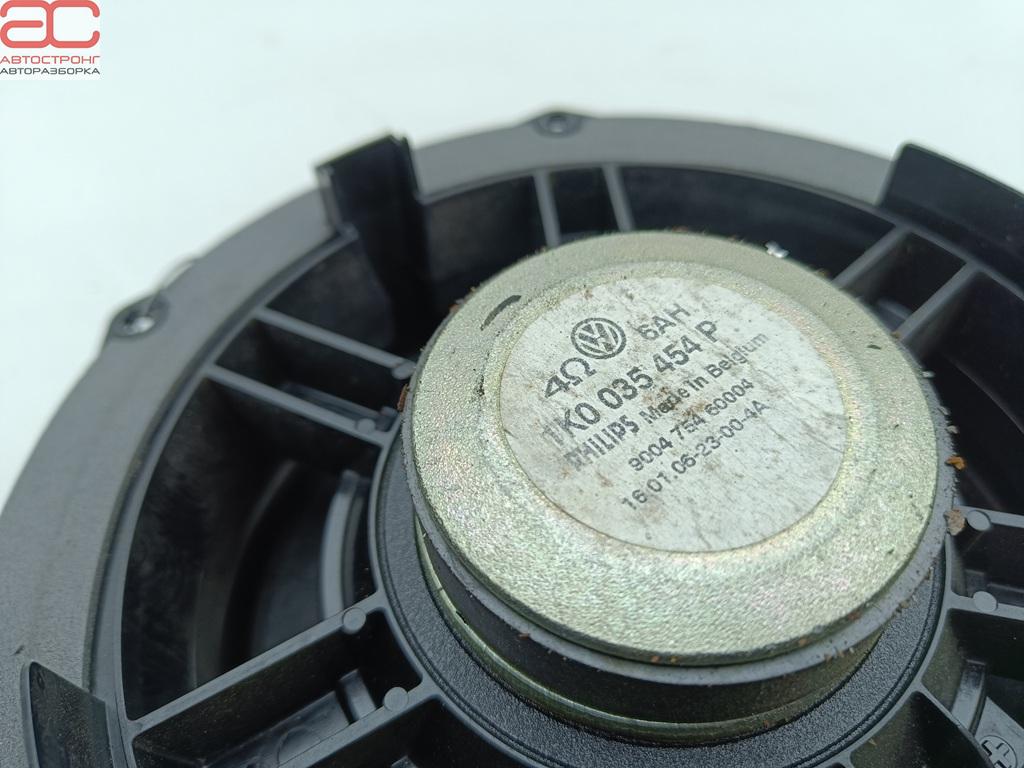 ас
АВТОСТРОНГ
АВТОРАЗБОРКА
4Ω VW 6AH
1K0 035 454 P
PHILIPS Made in Belgium
9004 754 60004
16.01.06-23-00-4A